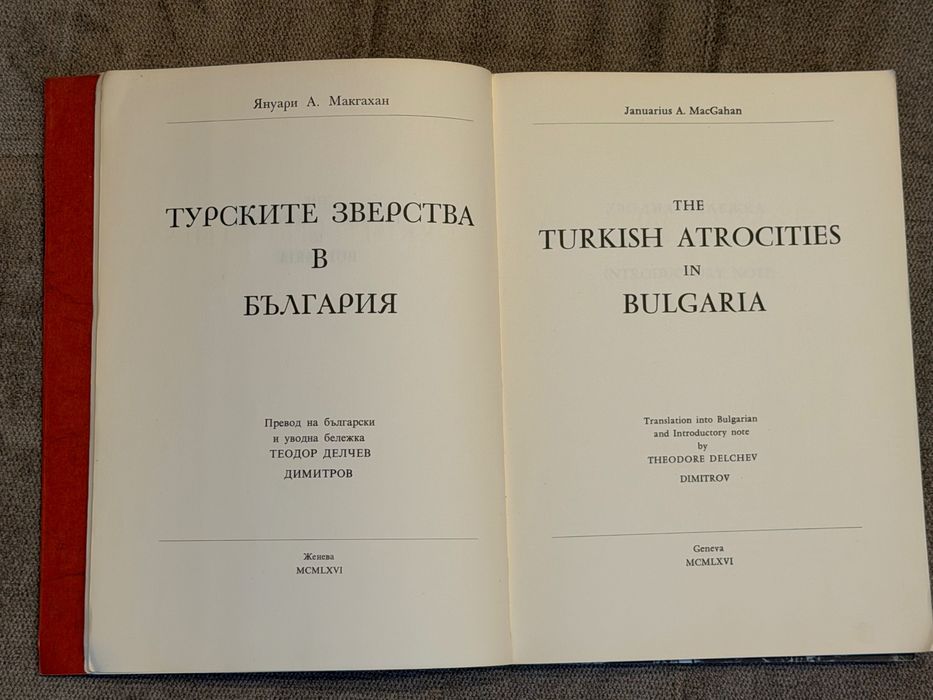 Януари А. Макгахан
ТУРСКИТЕ ЗВЕРСТВА
В
БЪЛГАРИЯ
Превод на български
и уводна бележка
ТЕОДОР ДЕЛЧЕВ
ДИМИТРОВ
Женева
MCMLXVI
Januarius A. MacGahan
THE
TURKISH ATROCITIES
IN
BULGARIA
Translation into Bulgarian
and Introductory note
by
THEODORE DELCHEV
DIMITROV
Geneva
MCMLXVI